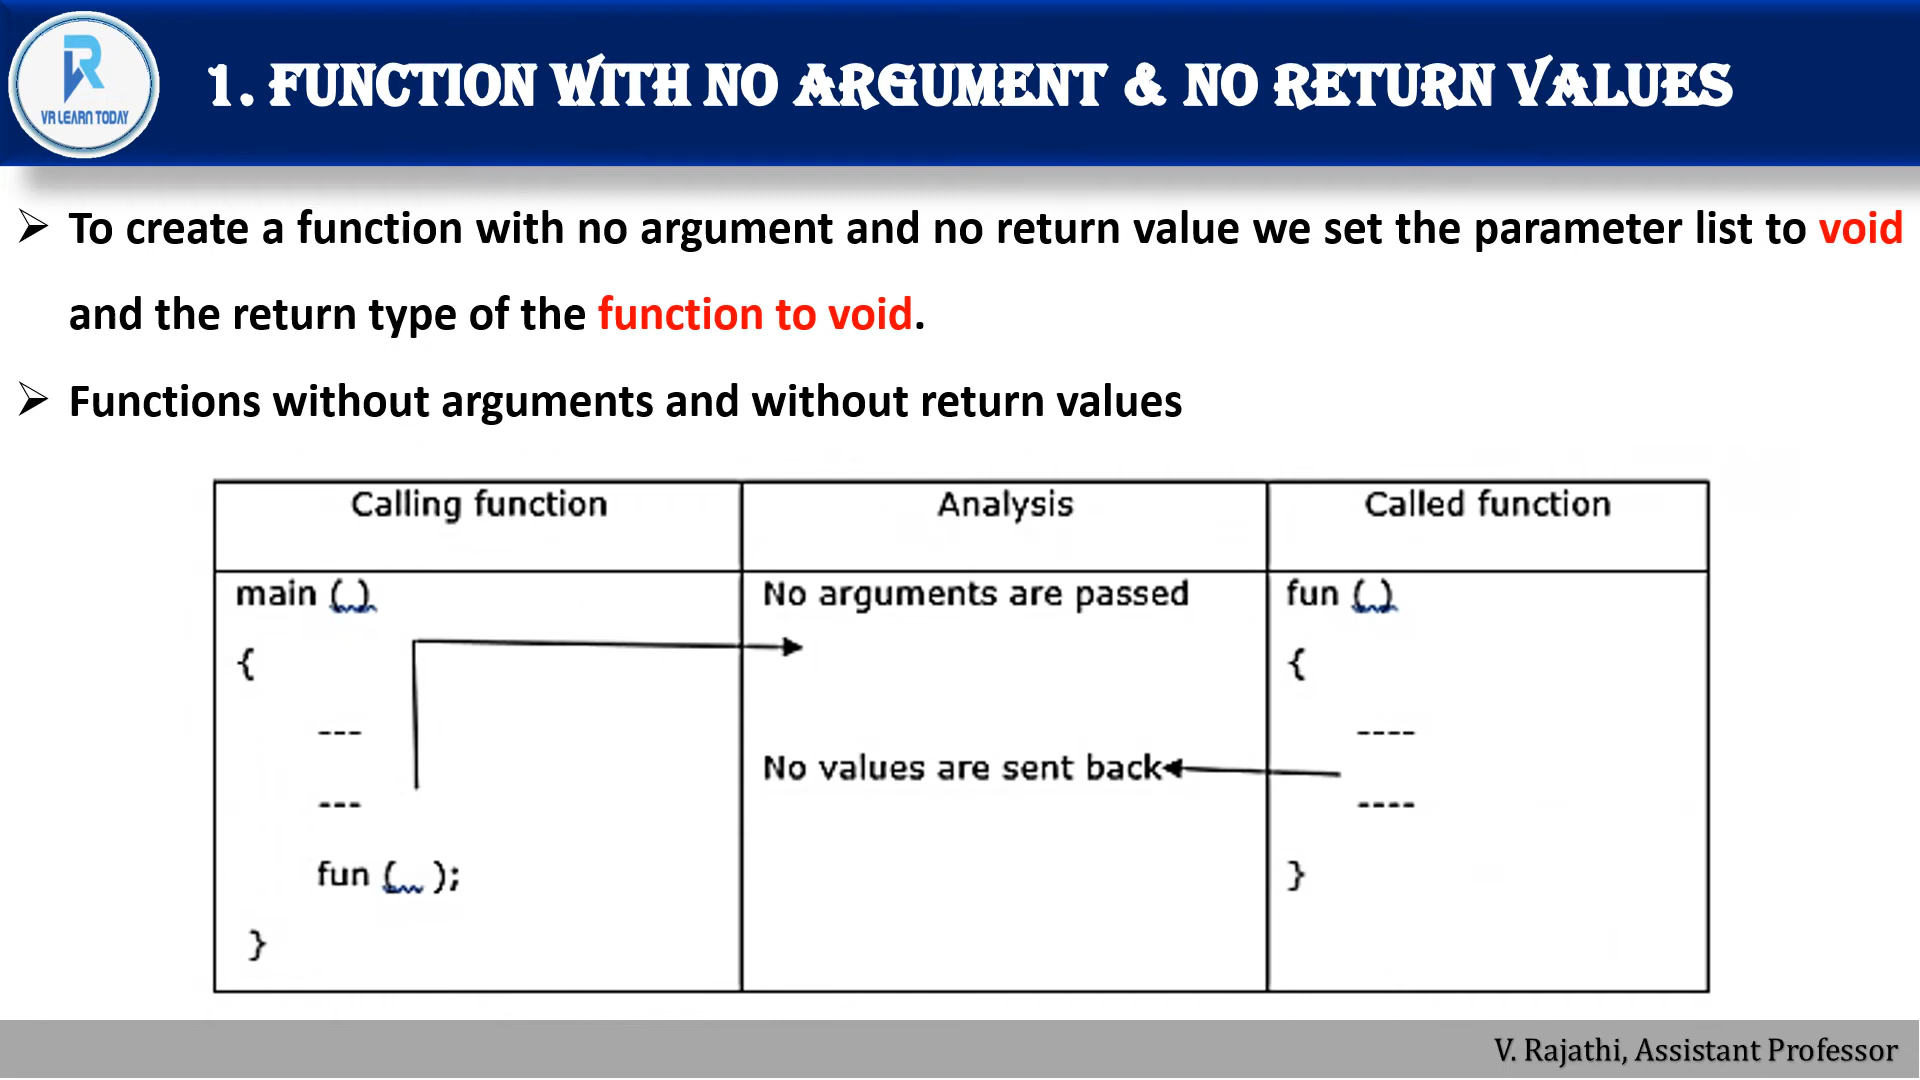 VR LEARN TODAY
1. FUNCTION WITH NO ARGUMENT & NO RETURN VALUES
➢ To create a function with no argument and no return value we set the parameter list to void
and the return type of the function to void.
➢ Functions without arguments and without return values
Calling function Analysis Called function
main ( ) No arguments are passed fun ( )
{ {
--- ----
No values are sent back
--- ----
fun ( ); }
}
V. Rajathi, Assistant Professor